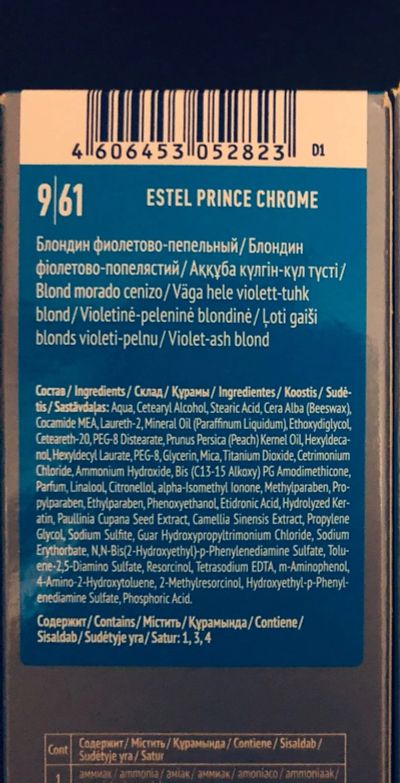 4 606453 052823 D1
9/61 ESTEL PRINCE CHROME
Блондин фиолетово-пепельный / Блондин
фіолетово-попелястий / Аққұба күлгін-күл түсті /
Blond morado cenizo / Väga hele violett-tuhk
blond / Violetinė-peleninė blondinė / Ļoti gaiši
blonds violeti-pelnu / Violet-ash blond
Состав / Ingredients / Склад / Құрамы / Ingredientes / Koostis / Sudė-
tis / Sastāvdaļas: Aqua, Cetearyl Alcohol, Stearic Acid, Cera Alba (Beeswax),
Cocamide MEA, Laureth-2, Mineral Oil (Paraffinum Liquidum), Ethoxydiglycol,
Ceteareth-20, PEG-8 Distearate, Prunus Persica (Peach) Kernel Oil, Hexyldeca-
nol, Hexyldecyl Laurate, PEG-8, Glycerin, Mica, Titanium Dioxide, Cetrimonium
Chloride, Ammonium Hydroxide, Bis (C13-15 Alkoxy) PG Amodimethicone,
Parfum, Linalool, Citronellol, alpha-Isomethyl Ionone, Methylparaben, Pro-
pylparaben, Ethylparaben, Phenoxyethanol, Etidronic Acid, Hydrolyzed Ker-
atin, Paullinia Cupana Seed Extract, Camellia Sinensis Extract, Propylene
Glycol, Sodium Sulfite, Guar Hydroxypropyltrimonium Chloride, Sodium
Erythorbate, N,N-Bis(2-Hydroxyethyl)-p-Phenylenediamine Sulfate, Tolu-
ene-2,5-Diamino Sulfate, Resorcinol, Tetrasodium EDTA, m-Aminophenol,
4-Amino-2-Hydroxytoluene, 2-Methylresorcinol, Hydroxyethyl-p-Phenyl-
enediamine Sulfate, Phosphoric Acid.
Содержит / Contains / Містить / Құрамында / Contiene /
Sisaldab / Sudėtyje yra / Satur: 1, 3, 4
Cont Содержит / Містить / Құрамында / Contiene / Sisaldab /
Sudėtyje yra / Satur
1 аммиак / ammonia / аміак / аммиак / amoniaco / ammoniaak /